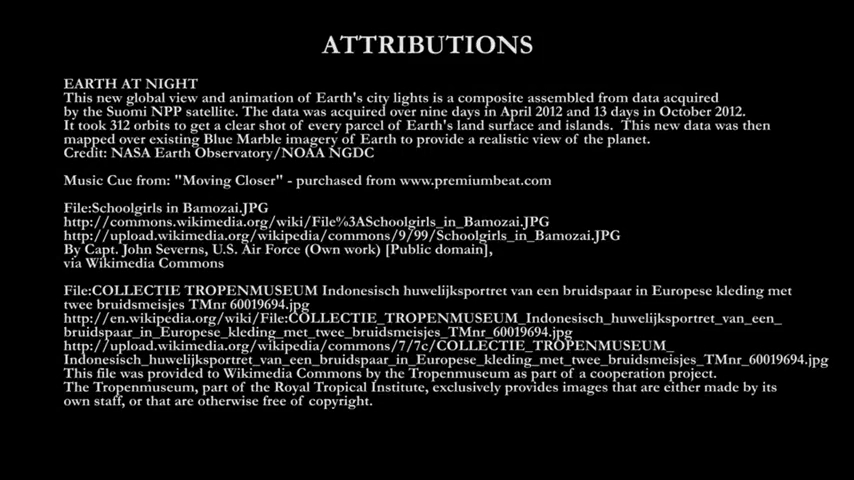 ATTRIBUTIONS
EARTH AT NIGHT
This new global view and animation of Earth's city lights is a composite assembled from data acquired
by the Suomi NPP satellite. The data was acquired over nine days in April 2012 and 13 days in October 2012.
It took 312 orbits to get a clear shot of every parcel of Earth's land surface and islands. This new data was then
mapped over existing Blue Marble imagery of Earth to provide a realistic view of the planet.
Credit: NASA Earth Observatory/NOAA NGDC
Music Cue from: "Moving Closer" - purchased from www.premiumbeat.com
File:Schoolgirls in Bamozai.JPG
http://commons.wikimedia.org/wiki/File%3ASchoolgirls_in_Bamozai.JPG
http://upload.wikimedia.org/wikipedia/commons/9/99/Schoolgirls_in_Bamozai.JPG
By Capt. John Severns, U.S. Air Force (Own work) [Public domain],
via Wikimedia Commons
File:COLLECTIE TROPENMUSEUM Indonesisch huwelijksportret van een bruidspaar in Europese kleding met
twee bruidsmeisjes TMnr 60019694.jpg
http://en.wikipedia.org/wiki/File:COLLECTIE_TROPENMUSEUM_Indonesisch_huwelijksportret_van_een_
bruidspaar_in_Europese_kleding_met_twee_bruidsmeisjes_TMnr_60019694.jpg
http://upload.wikimedia.org/wikipedia/commons/7/7c/COLLECTIE_TROPENMUSEUM_
Indonesisch_huwelijksportret_van_een_bruidspaar_in_Europese_kleding_met_twee_bruidsmeisjes_TMnr_60019694.jpg
This file was provided to Wikimedia Commons by the Tropenmuseum as part of a cooperation project.
The Tropenmuseum, part of the Royal Tropical Institute, exclusively provides images that are either made by its
own staff, or that are otherwise free of copyright.